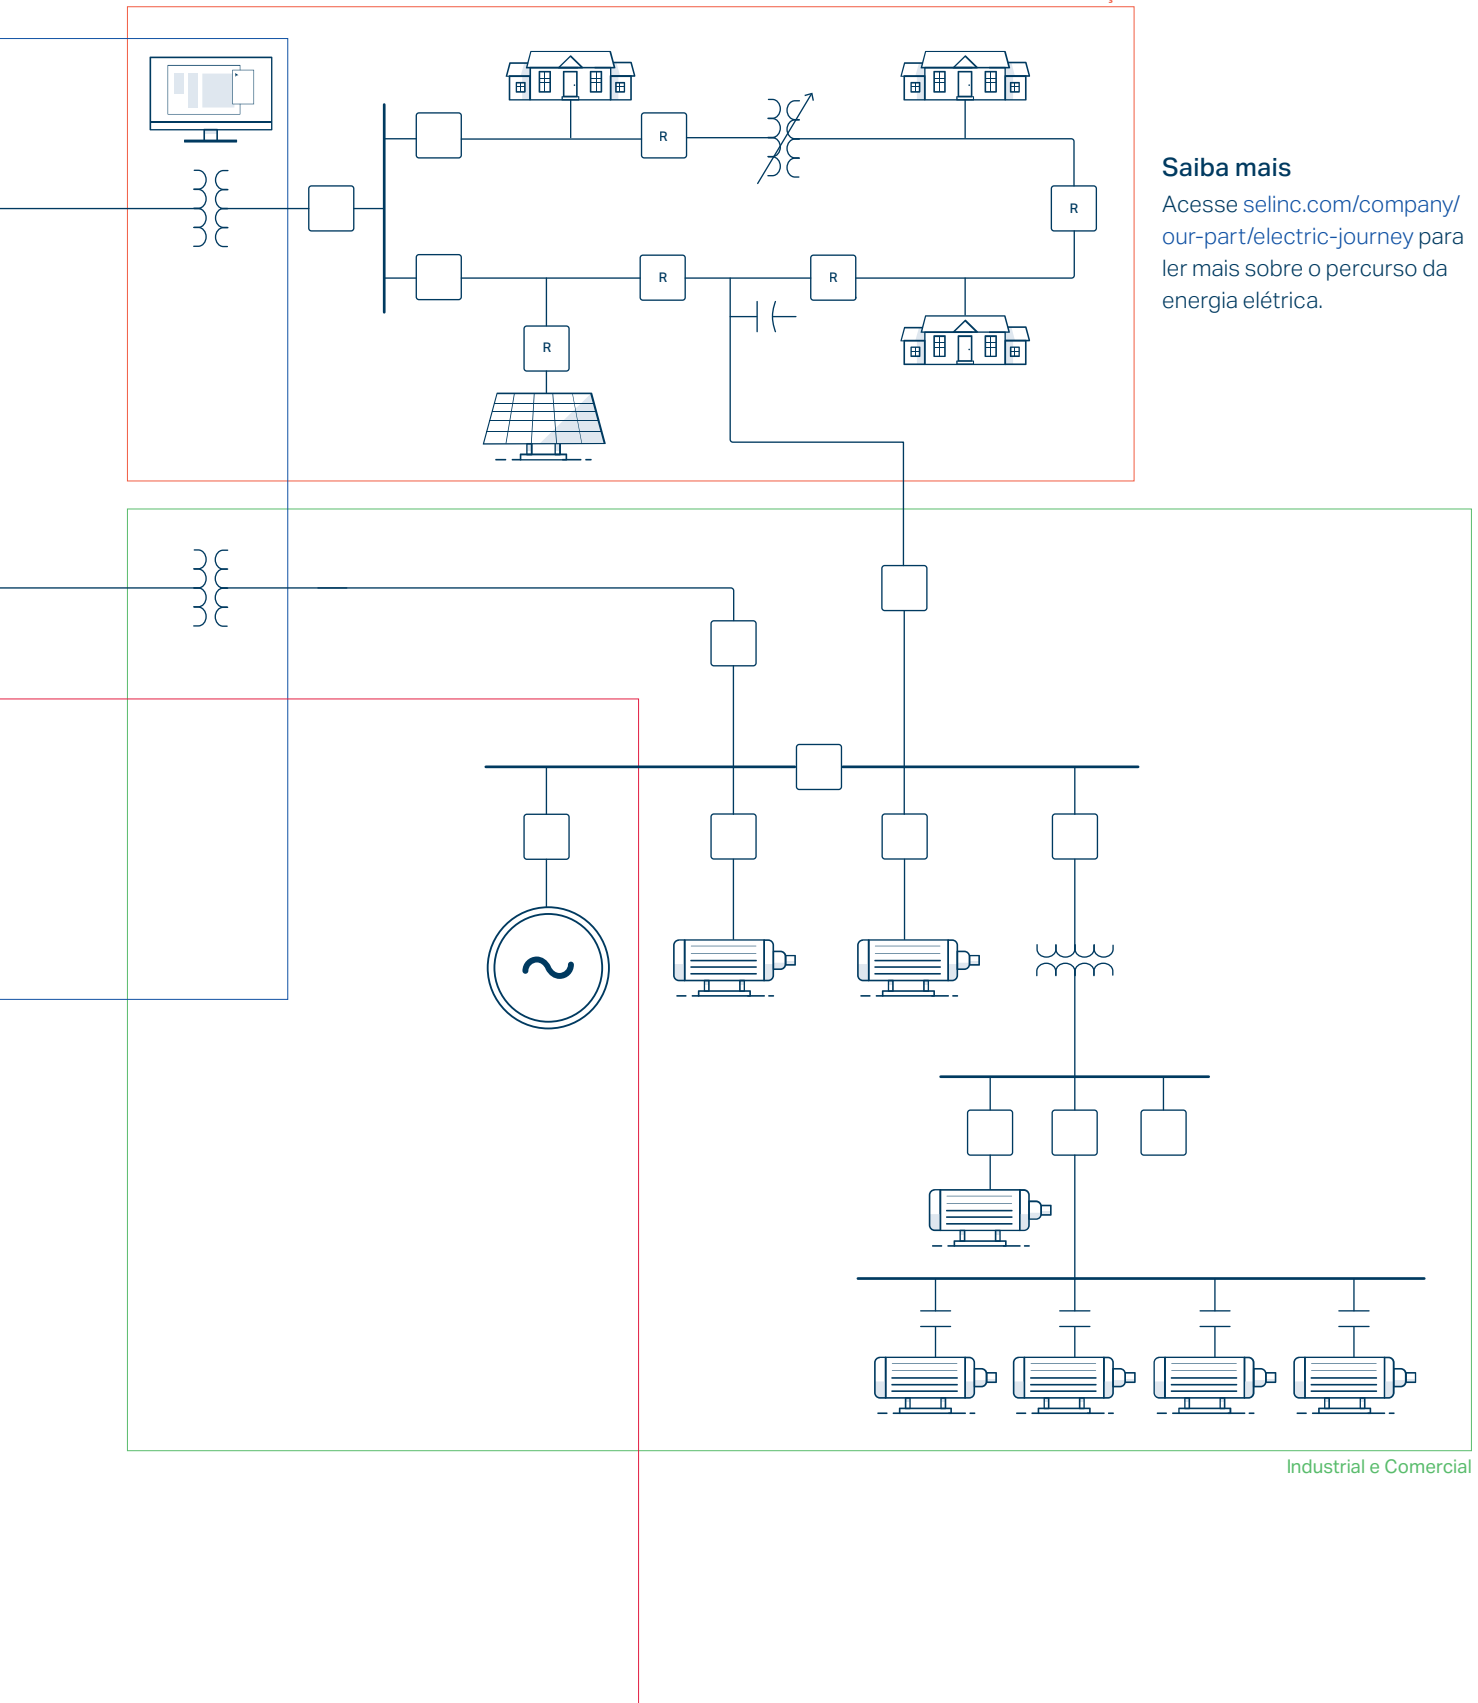 R
Saiba mais
Acesse selinc.com/company/
our-part/electric-journey para
ler mais sobre o percurso da
energia elétrica.
R
R
R
R
Industrial e Comercial